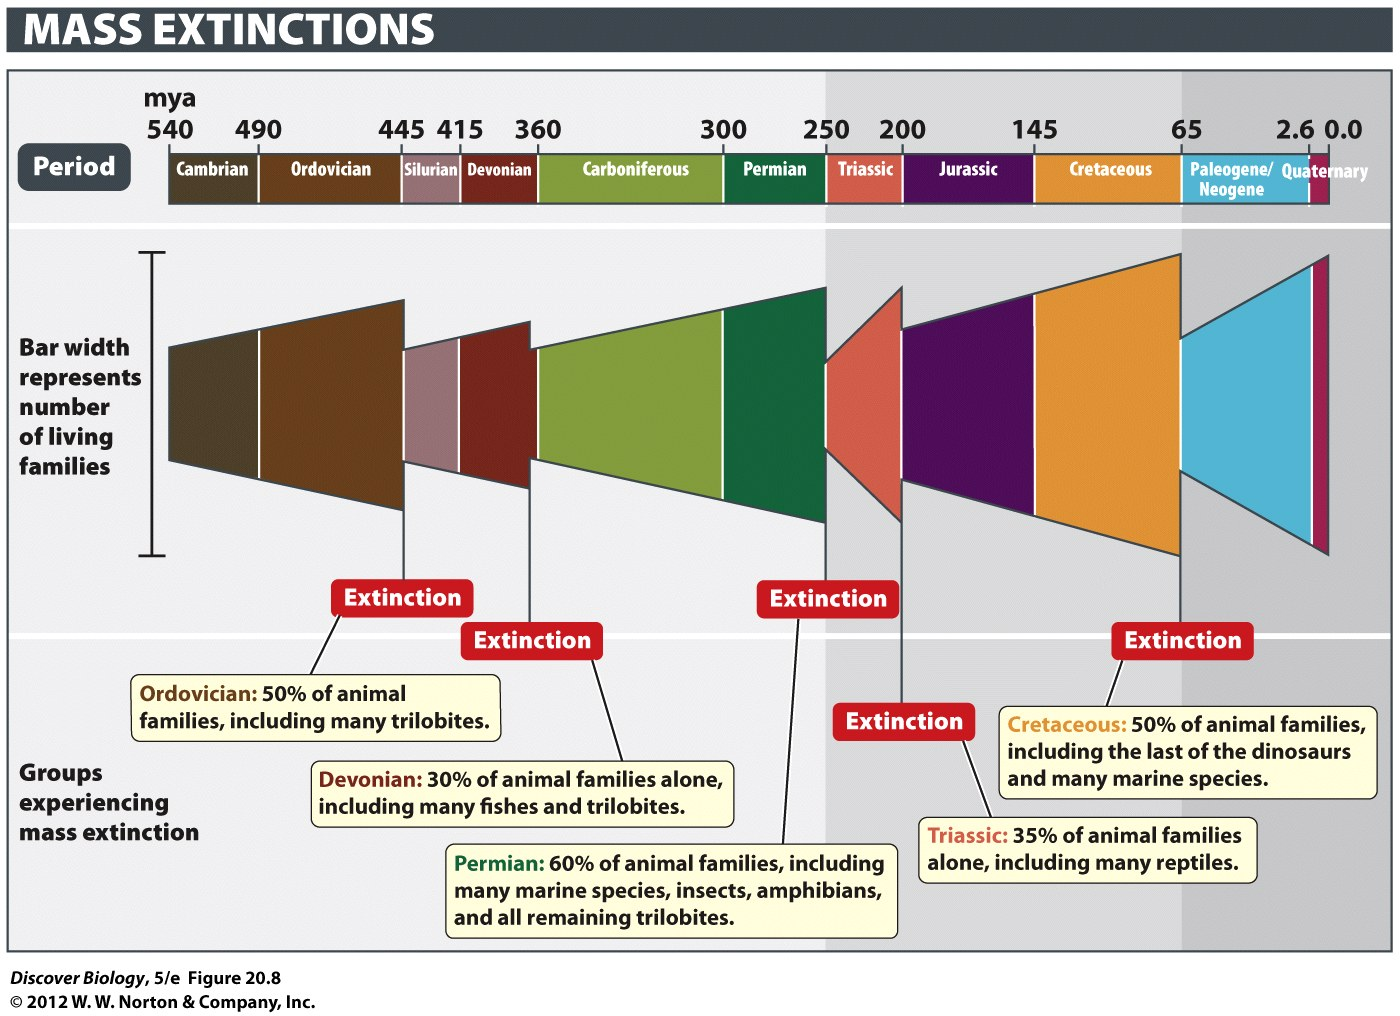 MASS EXTINCTIONS
mya
540 490 445 415 360 300 250 200 145 65 2.6 0.0
Period
Cambrian Ordovician Silurian Devonian Carboniferous Permian Triassic Jurassic Cretaceous Paleogene/ Quaternary
Neogene
Bar width
represents
number
of living
families
Extinction
Extinction
Extinction
Extinction
Extinction
Ordovician: 50% of animal
families, including many trilobites.
Devonian: 30% of animal families alone,
including many fishes and trilobites.
Permian: 60% of animal families, including
many marine species, insects, amphibians,
and all remaining trilobites.
Triassic: 35% of animal families
alone, including many reptiles.
Cretaceous: 50% of animal families,
including the last of the dinosaurs
and many marine species.
Groups
experiencing
mass extinction
Discover Biology, 5/e Figure 20.8
© 2012 W. W. Norton & Company, Inc.